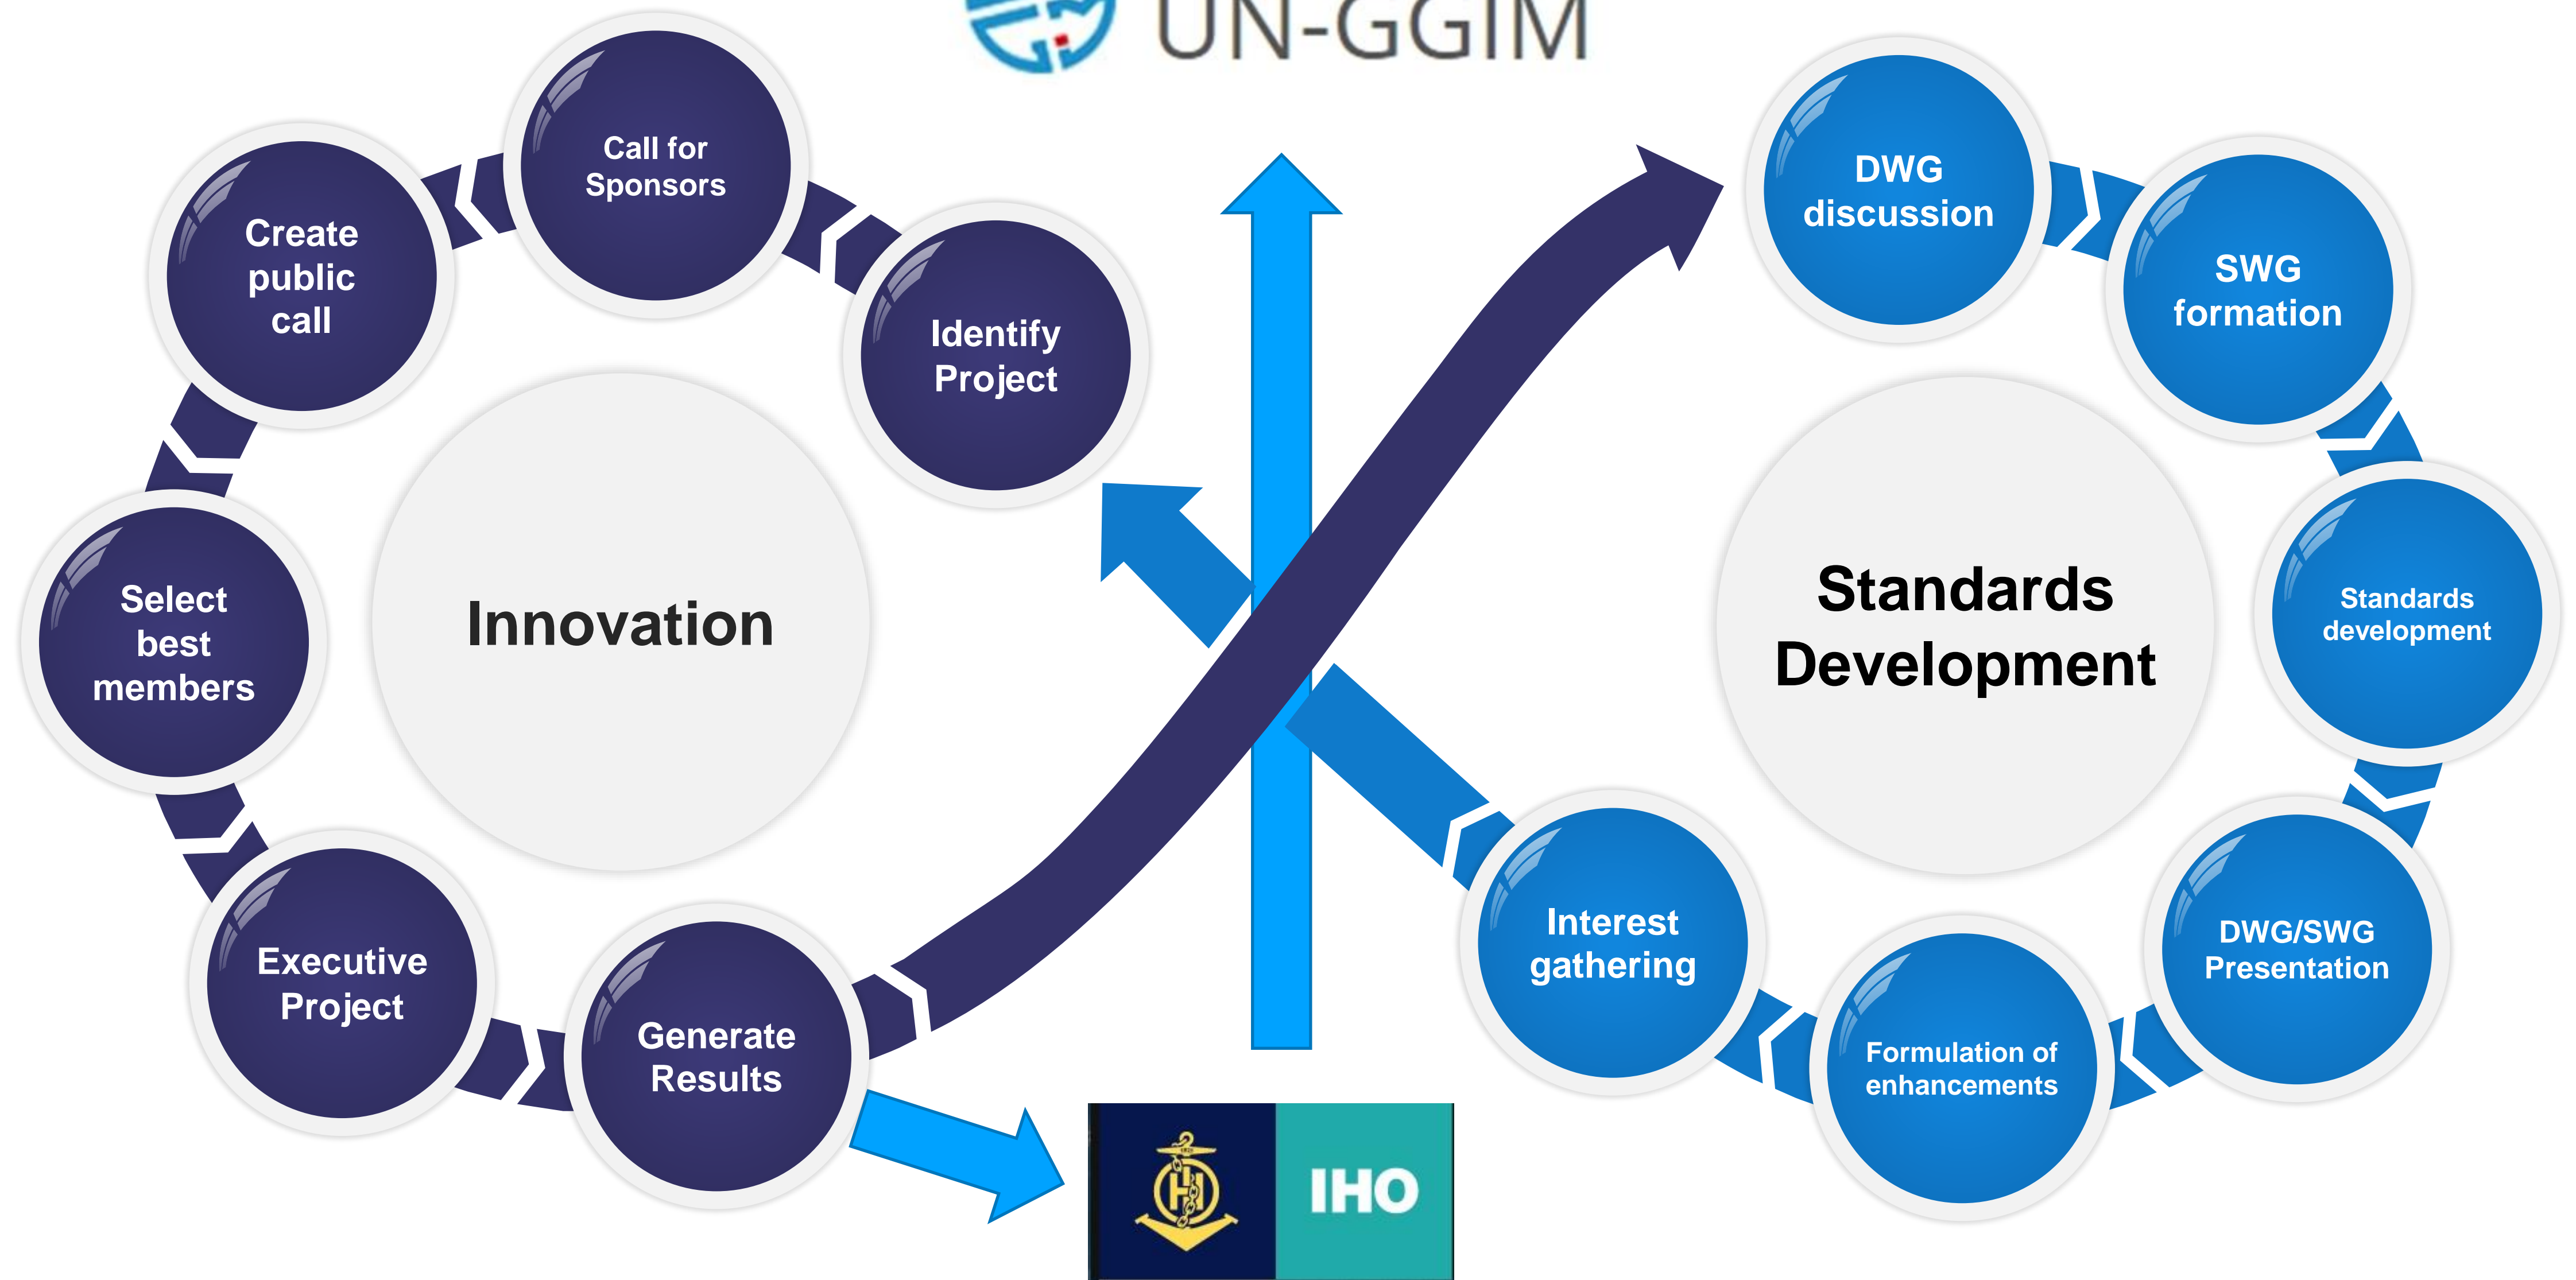 UN-GGIM
Call for
Sponsors
Create
public
call
Identify
Project
Innovation
Select
best
members
Executive
Project
Generate
Results
DWG
discussion
SWG
formation
Standards
Development
Standards
development
DWG/SWG
Presentation
Formulation of
enhancements
Interest
gathering
IHO